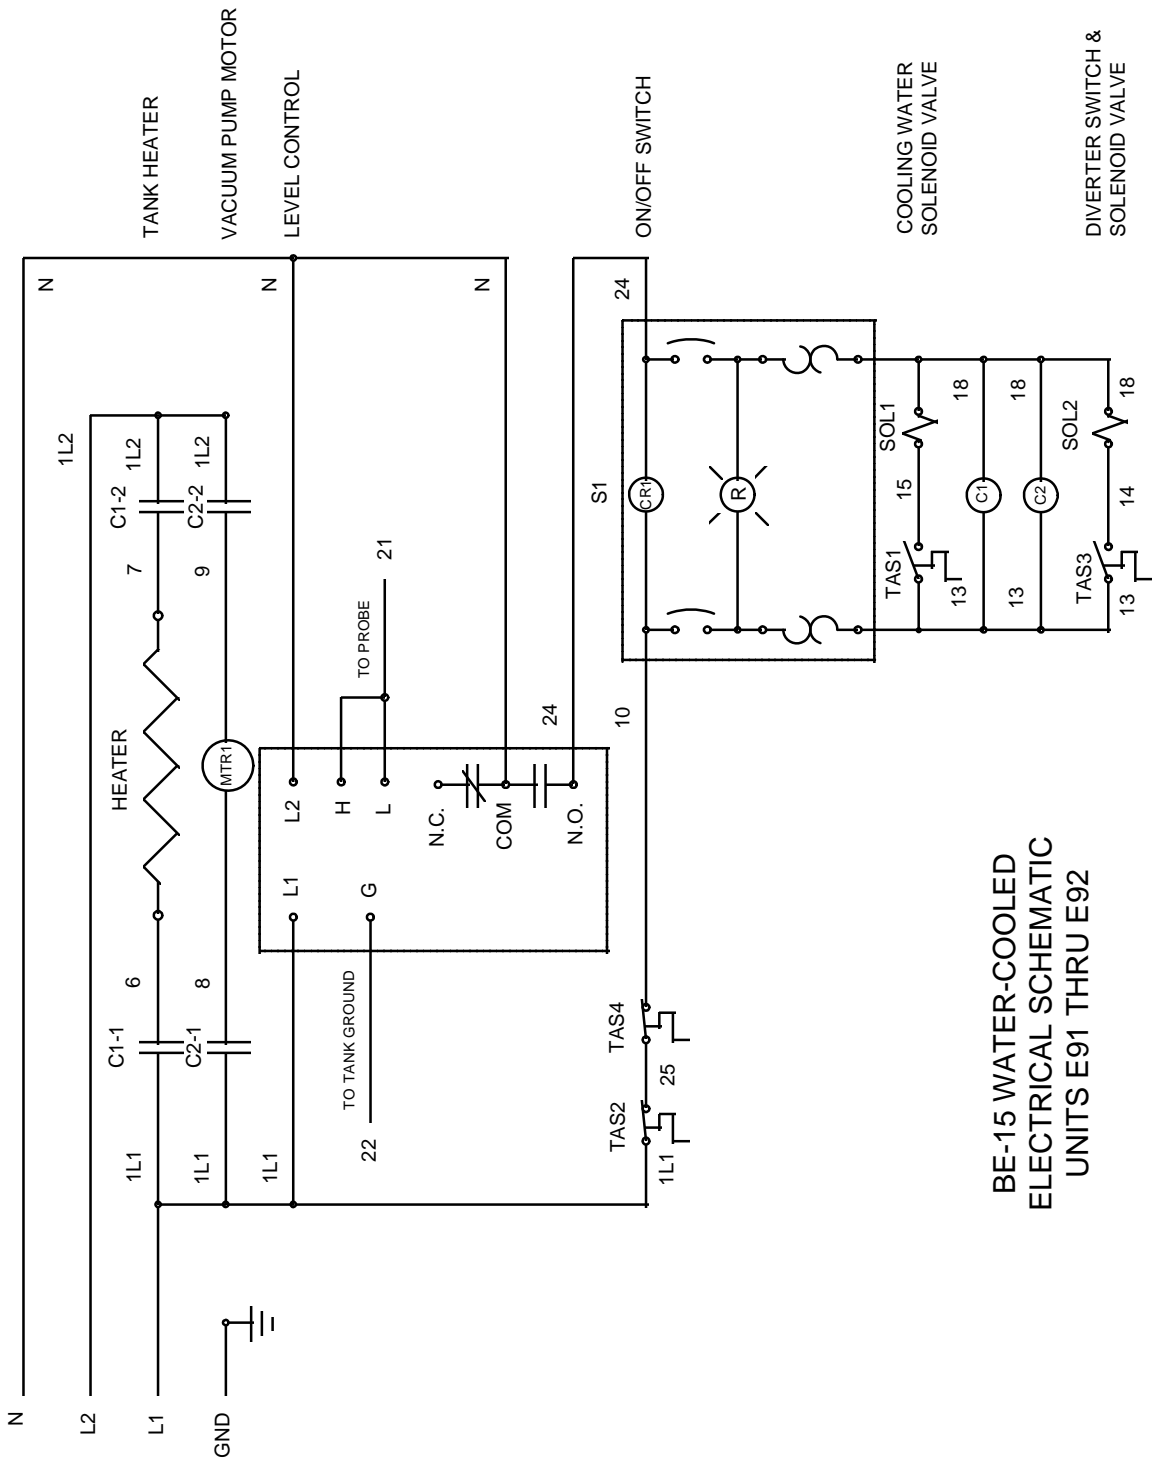 N
L2
L1
GND
N
1L2
1L1
C1-1
6
HEATER
7
C1-2
1L2
TANK HEATER
1L1
C2-1
8
MTR1
9
C2-2
1L2
VACUUM PUMP MOTOR
1L1
L1
L2
N
LEVEL CONTROL
22
TO TANK GROUND
G
H
L
TO PROBE
21
N.C.
COM
N
N.O.
24
1L1
TAS2
25
TAS4
10
S1
CR1
24
ON/OFF SWITCH
R
13
TAS1
15
SOL1
COOLING WATER
SOLENOID VALVE
13
C1
18
C2
18
13
TAS3
14
SOL2
18
DIVERTER SWITCH &
SOLENOID VALVE
BE-15 WATER-COOLED
ELECTRICAL SCHEMATIC
UNITS E91 THRU E92